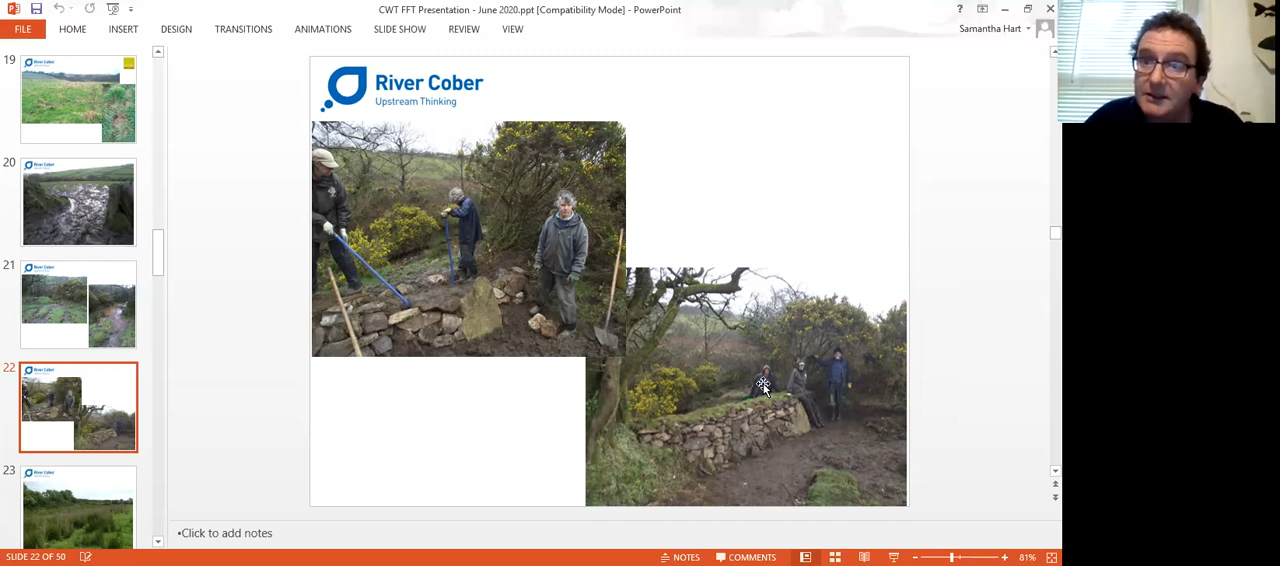 CWT FFT Presentation - June 2020.ppt [Compatibility Mode] - PowerPoint
FILE HOME INSERT DESIGN TRANSITIONS ANIMATIONS SLIDE SHOW REVIEW VIEW
Samantha Hart
19
20
21
22
23
River Cober
Upstream Thinking
•Click to add notes
SLIDE 22 OF 50
NOTES COMMENTS
81%